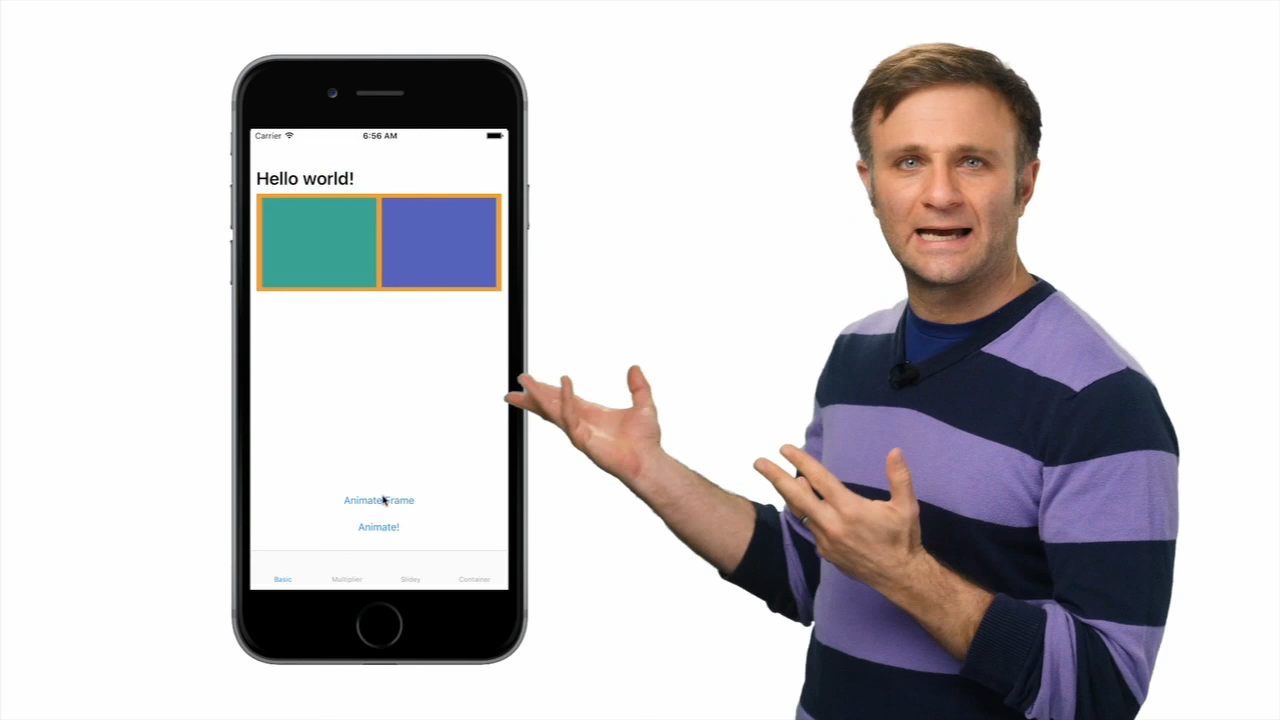 Carrier 6:56 AM
Hello world!
Animate Frame
Animate!
Basic Multiplier Slidey Container